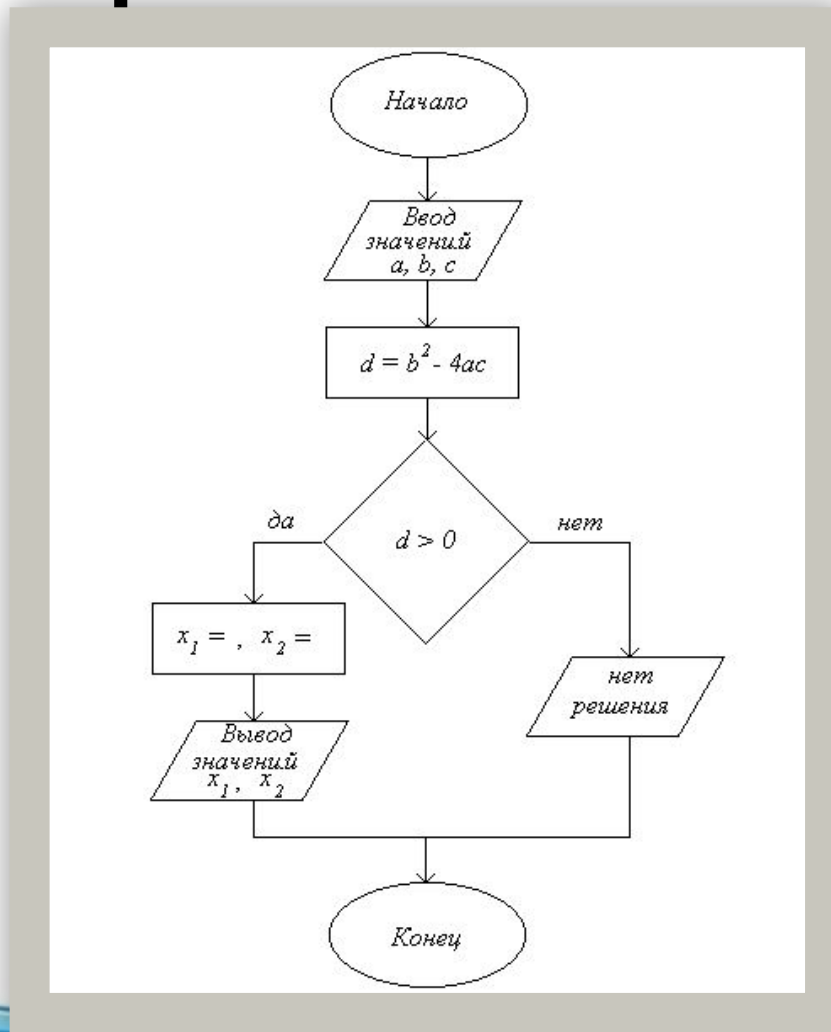 Начало
Ввод
значений
a, b, c
d = b² - 4ac
d > 0
да
нет
x₁ = , x₂ =
нет
решения
Вывод
значений
x₁, x₂
Конец